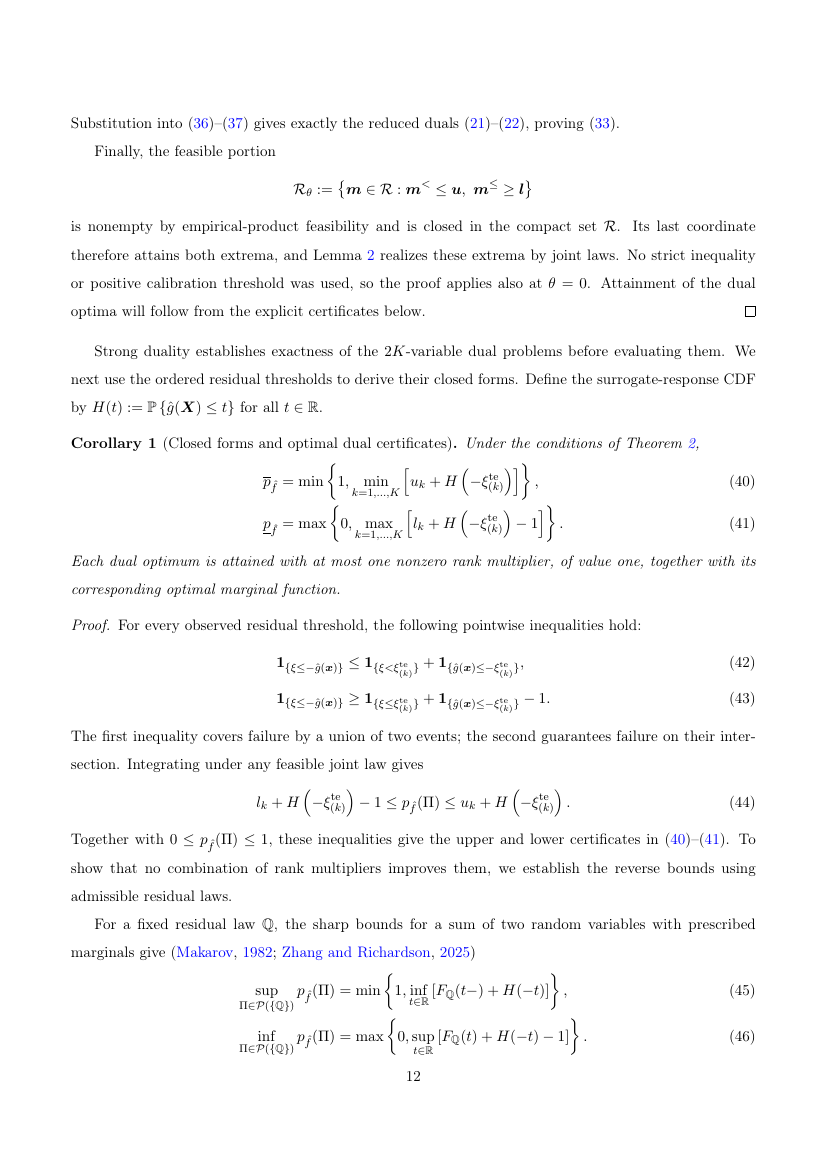 Substitution into (36)–(37) gives exactly the reduced duals (21)–(22), proving (33).
Finally, the feasible portion
$\mathcal{R}_\theta := \{\boldsymbol{m} \in \mathcal{R} : \boldsymbol{m}^{<} \leq \boldsymbol{u},\ \boldsymbol{m}^{\leq} \geq \boldsymbol{l}\}$
is nonempty by empirical-product feasibility and is closed in the compact set $\mathcal{R}$. Its last coordinate
therefore attains both extrema, and Lemma 2 realizes these extrema by joint laws. No strict inequality
or positive calibration threshold was used, so the proof applies also at $\theta = 0$. Attainment of the dual
optima will follow from the explicit certificates below. □
Strong duality establishes exactness of the $2K$-variable dual problems before evaluating them. We
next use the ordered residual thresholds to derive their closed forms. Define the surrogate-response CDF
by $H(t) := \mathbb{P}\{\hat{g}(\boldsymbol{X}) \leq t\}$ for all $t \in \mathbb{R}$.
Corollary 1 (Closed forms and optimal dual certificates). Under the conditions of Theorem 2,
$\overline{p}_{\hat{f}} = \min\left\{1, \min_{k=1,\ldots,K}\left[u_k + H\left(-\xi_{(k)}^{\text{te}}\right)\right]\right\},$ (40)
$\underline{p}_{\hat{f}} = \max\left\{0, \max_{k=1,\ldots,K}\left[l_k + H\left(-\xi_{(k)}^{\text{te}}\right) - 1\right]\right\}.$ (41)
Each dual optimum is attained with at most one nonzero rank multiplier, of value one, together with its
corresponding optimal marginal function.
Proof. For every observed residual threshold, the following pointwise inequalities hold:
$\mathbf{1}_{\{\xi \leq -\hat{g}(\boldsymbol{x})\}} \leq \mathbf{1}_{\{\xi < \xi_{(k)}^{\text{te}}\}} + \mathbf{1}_{\{\hat{g}(\boldsymbol{x}) \leq -\xi_{(k)}^{\text{te}}\}},$ (42)
$\mathbf{1}_{\{\xi \leq -\hat{g}(\boldsymbol{x})\}} \geq \mathbf{1}_{\{\xi \leq \xi_{(k)}^{\text{te}}\}} + \mathbf{1}_{\{\hat{g}(\boldsymbol{x}) \leq -\xi_{(k)}^{\text{te}}\}} - 1.$ (43)
The first inequality covers failure by a union of two events; the second guarantees failure on their inter-
section. Integrating under any feasible joint law gives
$l_k + H\left(-\xi_{(k)}^{\text{te}}\right) - 1 \leq p_{\hat{f}}(\Pi) \leq u_k + H\left(-\xi_{(k)}^{\text{te}}\right).$ (44)
Together with $0 \leq p_{\hat{f}}(\Pi) \leq 1$, these inequalities give the upper and lower certificates in (40)–(41). To
show that no combination of rank multipliers improves them, we establish the reverse bounds using
admissible residual laws.
For a fixed residual law $\mathbb{Q}$, the sharp bounds for a sum of two random variables with prescribed
marginals give (Makarov, 1982; Zhang and Richardson, 2025)
$\sup_{\Pi \in \mathcal{P}(\{\mathbb{Q}\})} p_{\hat{f}}(\Pi) = \min\left\{1, \inf_{t \in \mathbb{R}}[F_{\mathbb{Q}}(t-) + H(-t)]\right\},$ (45)
$\inf_{\Pi \in \mathcal{P}(\{\mathbb{Q}\})} p_{\hat{f}}(\Pi) = \max\left\{0, \sup_{t \in \mathbb{R}}[F_{\mathbb{Q}}(t) + H(-t) - 1]\right\}.$ (46)
12